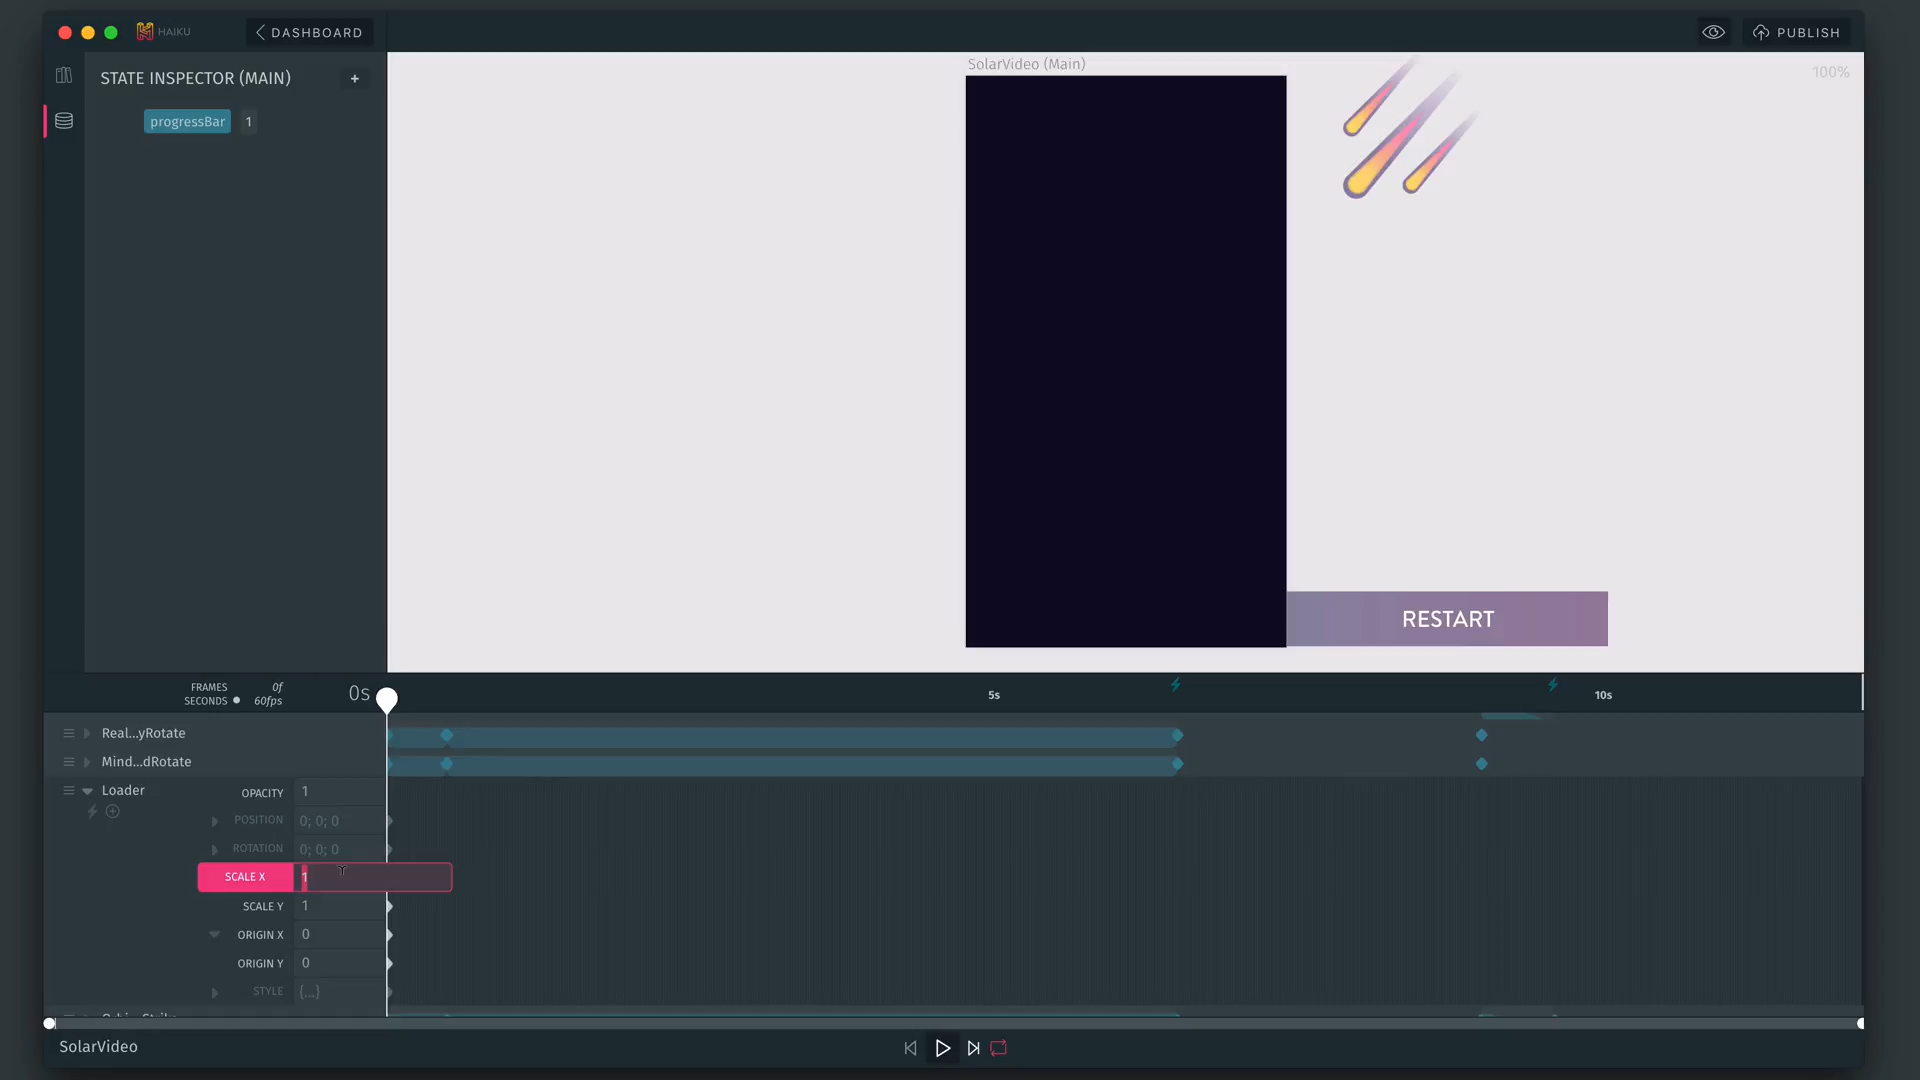 HAIKU
DASHBOARD
PUBLISH
STATE INSPECTOR (MAIN)
+
progressBar 1
SolarVideo (Main)
100%
RESTART
FRAMES 0f
SECONDS 60fps
0s
5s
10s
Real...yRotate
Mind...dRotate
Loader
OPACITY 1
POSITION 0; 0; 0
ROTATION 0; 0; 0
SCALE X 1
SCALE Y 1
ORIGIN X 0
ORIGIN Y 0
STYLE {...}
SolarVideo